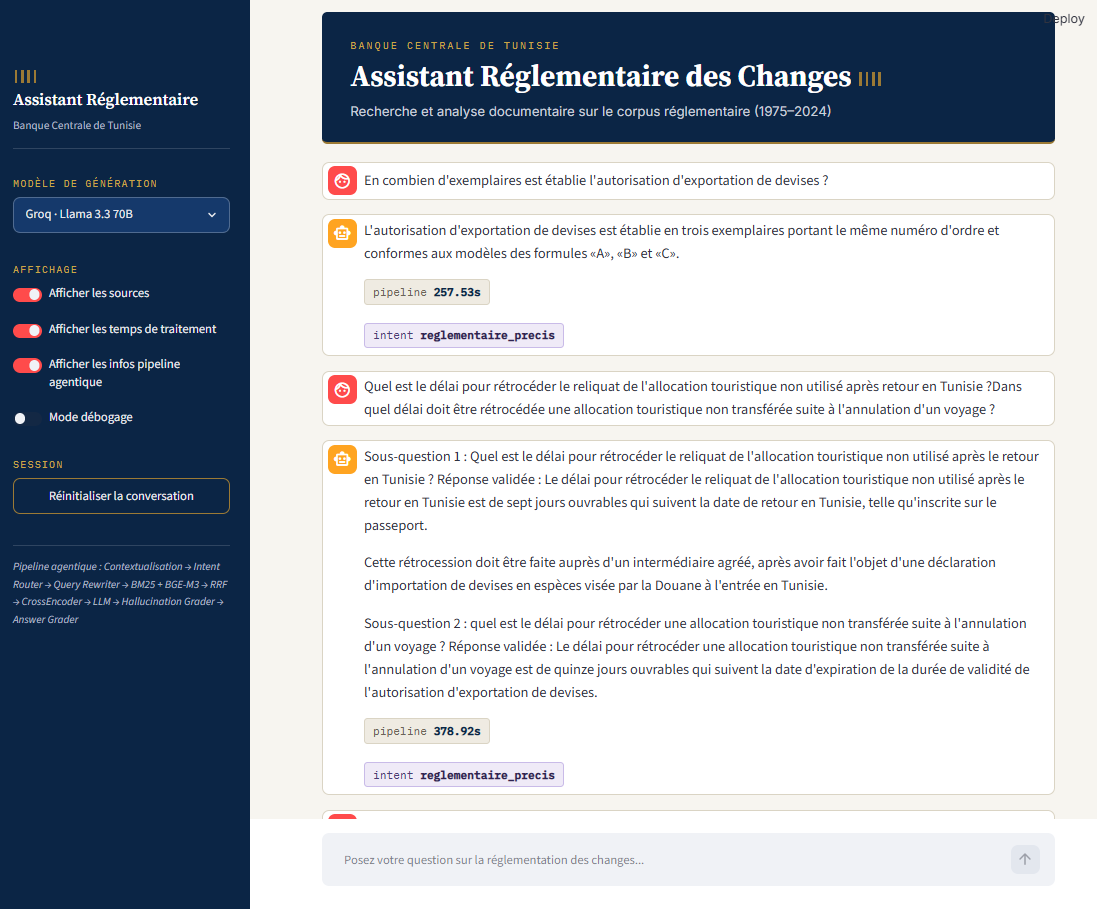 Assistant Réglementaire
Banque Centrale de Tunisie
MODÈLE DE GÉNÉRATION
Groq · Llama 3.3 70B
AFFICHAGE
Afficher les sources
Afficher les temps de traitement
Afficher les infos pipeline
agentique
Mode débogage
SESSION
Réinitialiser la conversation
Pipeline agentique : Contextualisation → Intent
Router → Query Rewriter → BM25 + BGE-M3 → RRF
→ CrossEncoder → LLM → Hallucination Grader →
Answer Grader
Deploy
BANQUE CENTRALE DE TUNISIE
Assistant Réglementaire des Changes
Recherche et analyse documentaire sur le corpus réglementaire (1975–2024)
En combien d'exemplaires est établie l'autorisation d'exportation de devises ?
L'autorisation d'exportation de devises est établie en trois exemplaires portant le même numéro d'ordre et
conformes aux modèles des formules «A», «B» et «C».
pipeline 257.53s
intent reglementaire_precis
Quel est le délai pour rétrocéder le reliquat de l'allocation touristique non utilisé après retour en Tunisie ?Dans
quel délai doit être rétrocédée une allocation touristique non transférée suite à l'annulation d'un voyage ?
Sous-question 1 : Quel est le délai pour rétrocéder le reliquat de l'allocation touristique non utilisé après le retour
en Tunisie ? Réponse validée : Le délai pour rétrocéder le reliquat de l'allocation touristique non utilisé après le
retour en Tunisie est de sept jours ouvrables qui suivent la date de retour en Tunisie, telle qu'inscrite sur le
passeport.
Cette rétrocession doit être faite auprès d'un intermédiaire agréé, après avoir fait l'objet d'une déclaration
d'importation de devises en espèces visée par la Douane à l'entrée en Tunisie.
Sous-question 2 : quel est le délai pour rétrocéder une allocation touristique non transférée suite à l'annulation
d'un voyage ? Réponse validée : Le délai pour rétrocéder une allocation touristique non transférée suite à
l'annulation d'un voyage est de quinze jours ouvrables qui suivent la date d'expiration de la durée de validité de
l'autorisation d'exportation de devises.
pipeline 378.92s
intent reglementaire_precis
Posez votre question sur la réglementation des changes...